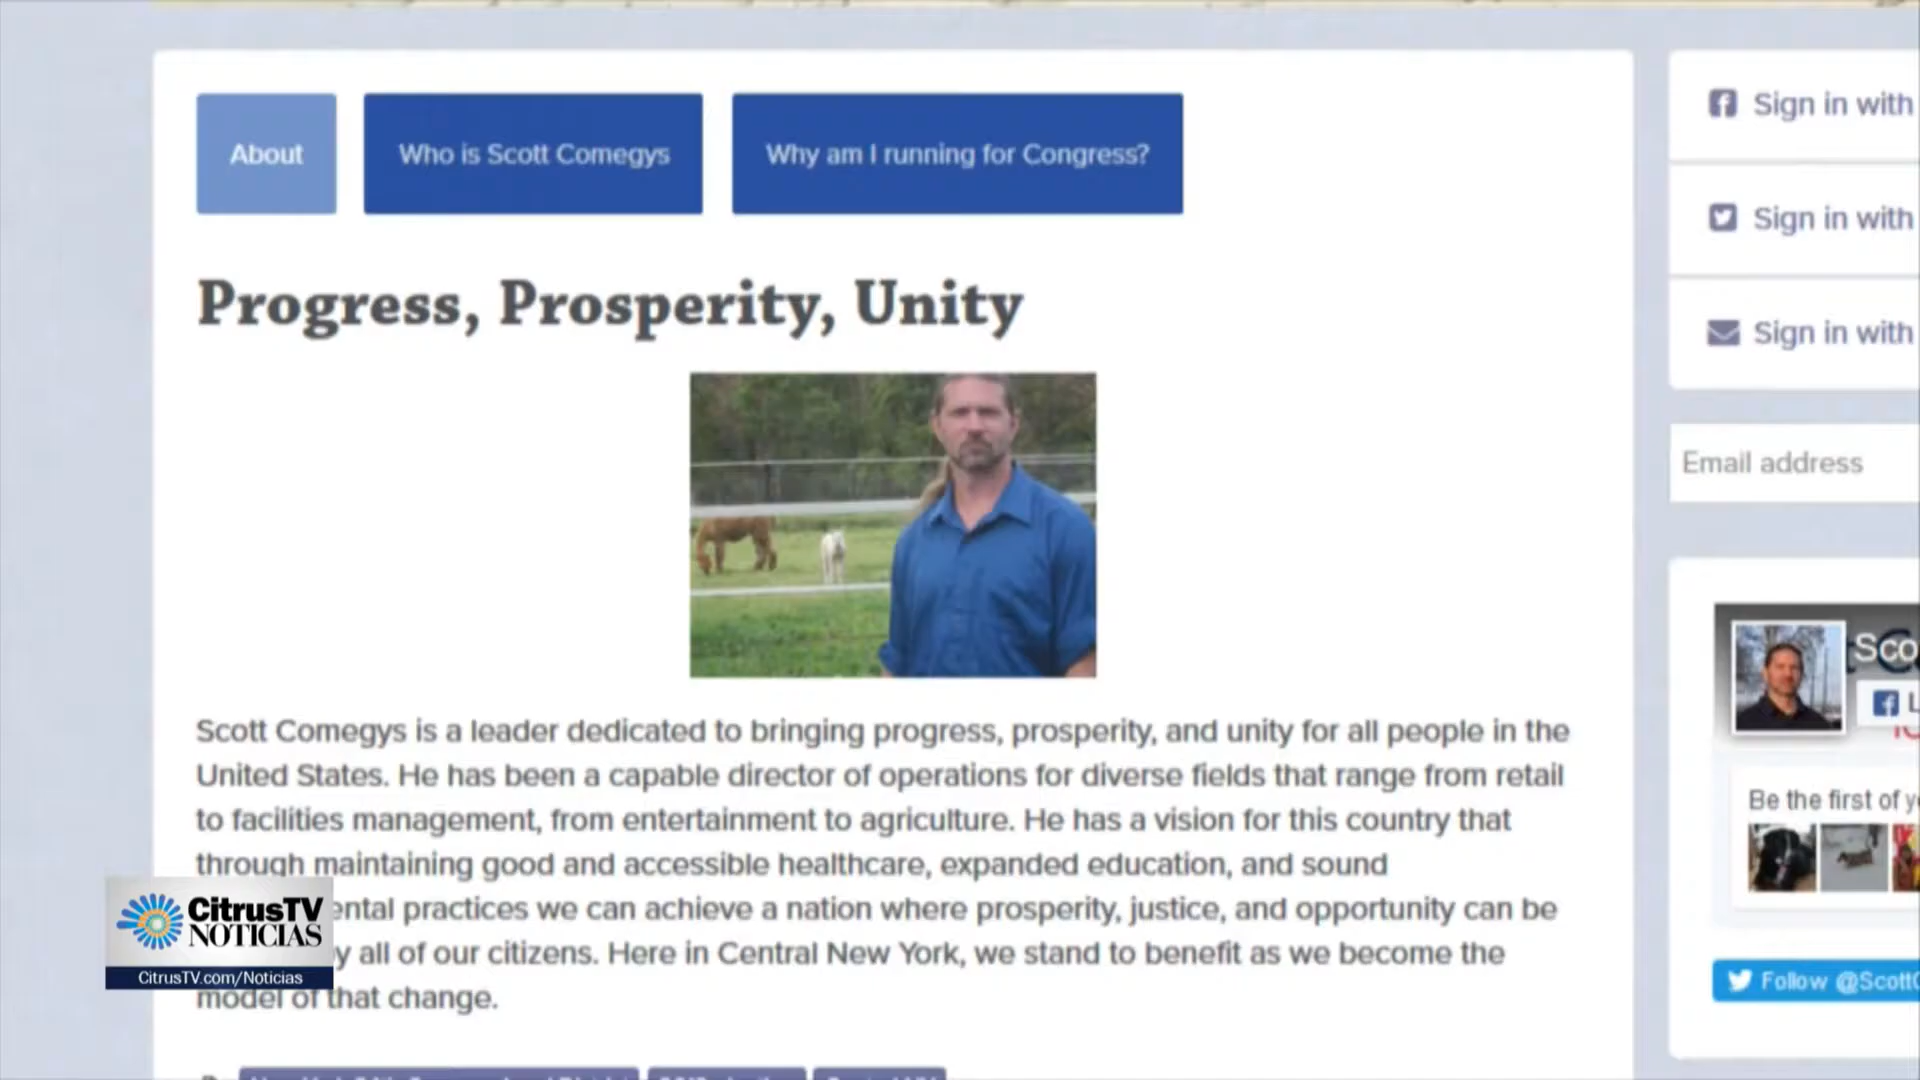 About
Who is Scott Comegys
Why am I running for Congress?
Sign in with
Sign in with
Sign in with
Email address
Progress, Prosperity, Unity
Scott Comegys is a leader dedicated to bringing progress, prosperity, and unity for all people in the
United States. He has been a capable director of operations for diverse fields that range from retail
to facilities management, from entertainment to agriculture. He has a vision for this country that
through maintaining good and accessible healthcare, expanded education, and sound
ental practices we can achieve a nation where prosperity, justice, and opportunity can be
y all of our citizens. Here in Central New York, we stand to benefit as we become the
model of that change.
Sco
Be the first of y
Follow @ScottC
CitrusTV
NOTICIAS
CitrusTV.com/Noticias